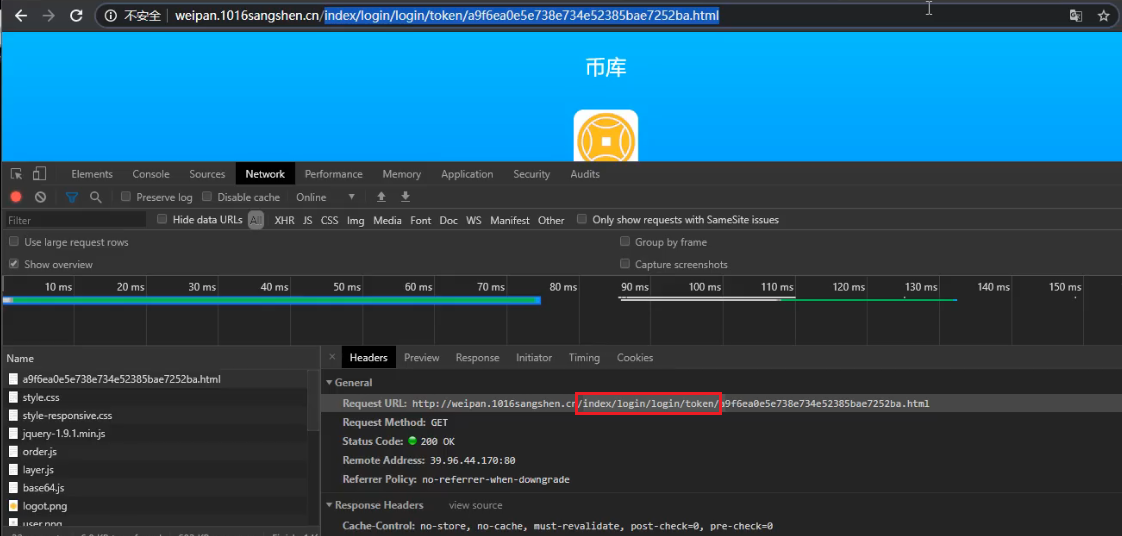 不安全 weipan.1016sangshen.cn/index/login/login/token/a9f6ea0e5e738e734e52385bae7252ba.html
币库
Elements Console Sources Network Performance Memory Application Security Audits
Preserve log Disable cache Online
Filter Hide data URLs All XHR JS CSS Img Media Font Doc WS Manifest Other Only show requests with SameSite issues
Use large request rows Group by frame
Show overview Capture screenshots
10 ms 20 ms 30 ms 40 ms 50 ms 60 ms 70 ms 80 ms 90 ms 100 ms 110 ms 120 ms 130 ms 140 ms 150 ms
Name
a9f6ea0e5e738e734e52385bae7252ba.html
style.css
style-responsive.css
jquery-1.9.1.min.js
order.js
layer.js
base64.js
logot.png
user.png
× Headers Preview Response Initiator Timing Cookies
General
Request URL: http://weipan.1016sangshen.cn/index/login/login/token/a9f6ea0e5e738e734e52385bae7252ba.html
Request Method: GET
Status Code: 200 OK
Remote Address: 39.96.44.170:80
Referrer Policy: no-referrer-when-downgrade
Response Headers view source
Cache-Control: no-store, no-cache, must-revalidate, post-check=0, pre-check=0